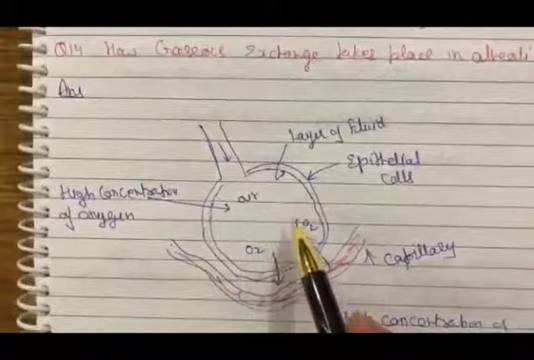 Q14 How Gaseous Exchange takes place in alveoli
Ans
Layer of Fluid
Epithelial
cells
High Concentration
of oxygen
air
O2
Capillary
concentration of